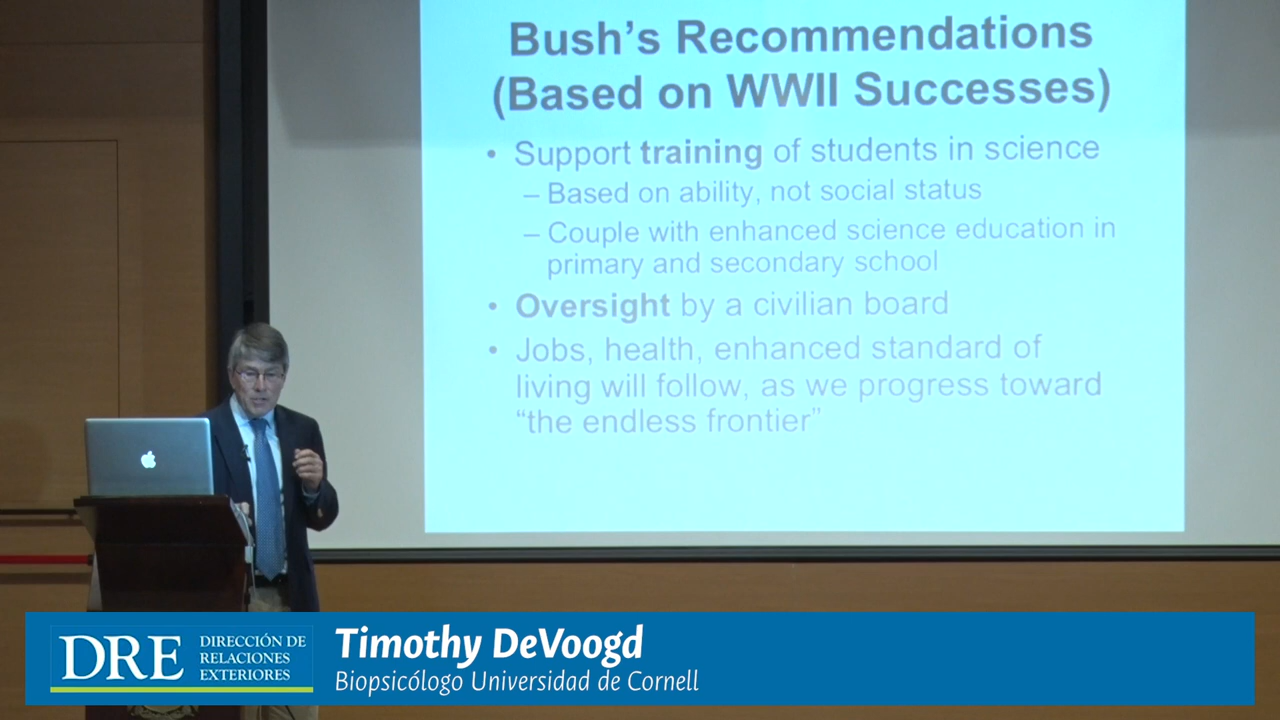 Bush's Recommendations
(Based on WWII Successes)
• Support training of students in science
– Based on ability, not social status
– Couple with enhanced science education in
primary and secondary school
• Oversight by a civilian board
• Jobs, health, enhanced standard of
living will follow, as we progress toward
“the endless frontier”
DRE
DIRECCIÓN DE
RELACIONES
EXTERIORES
Timothy DeVoogd
Biopsicólogo Universidad de Cornell